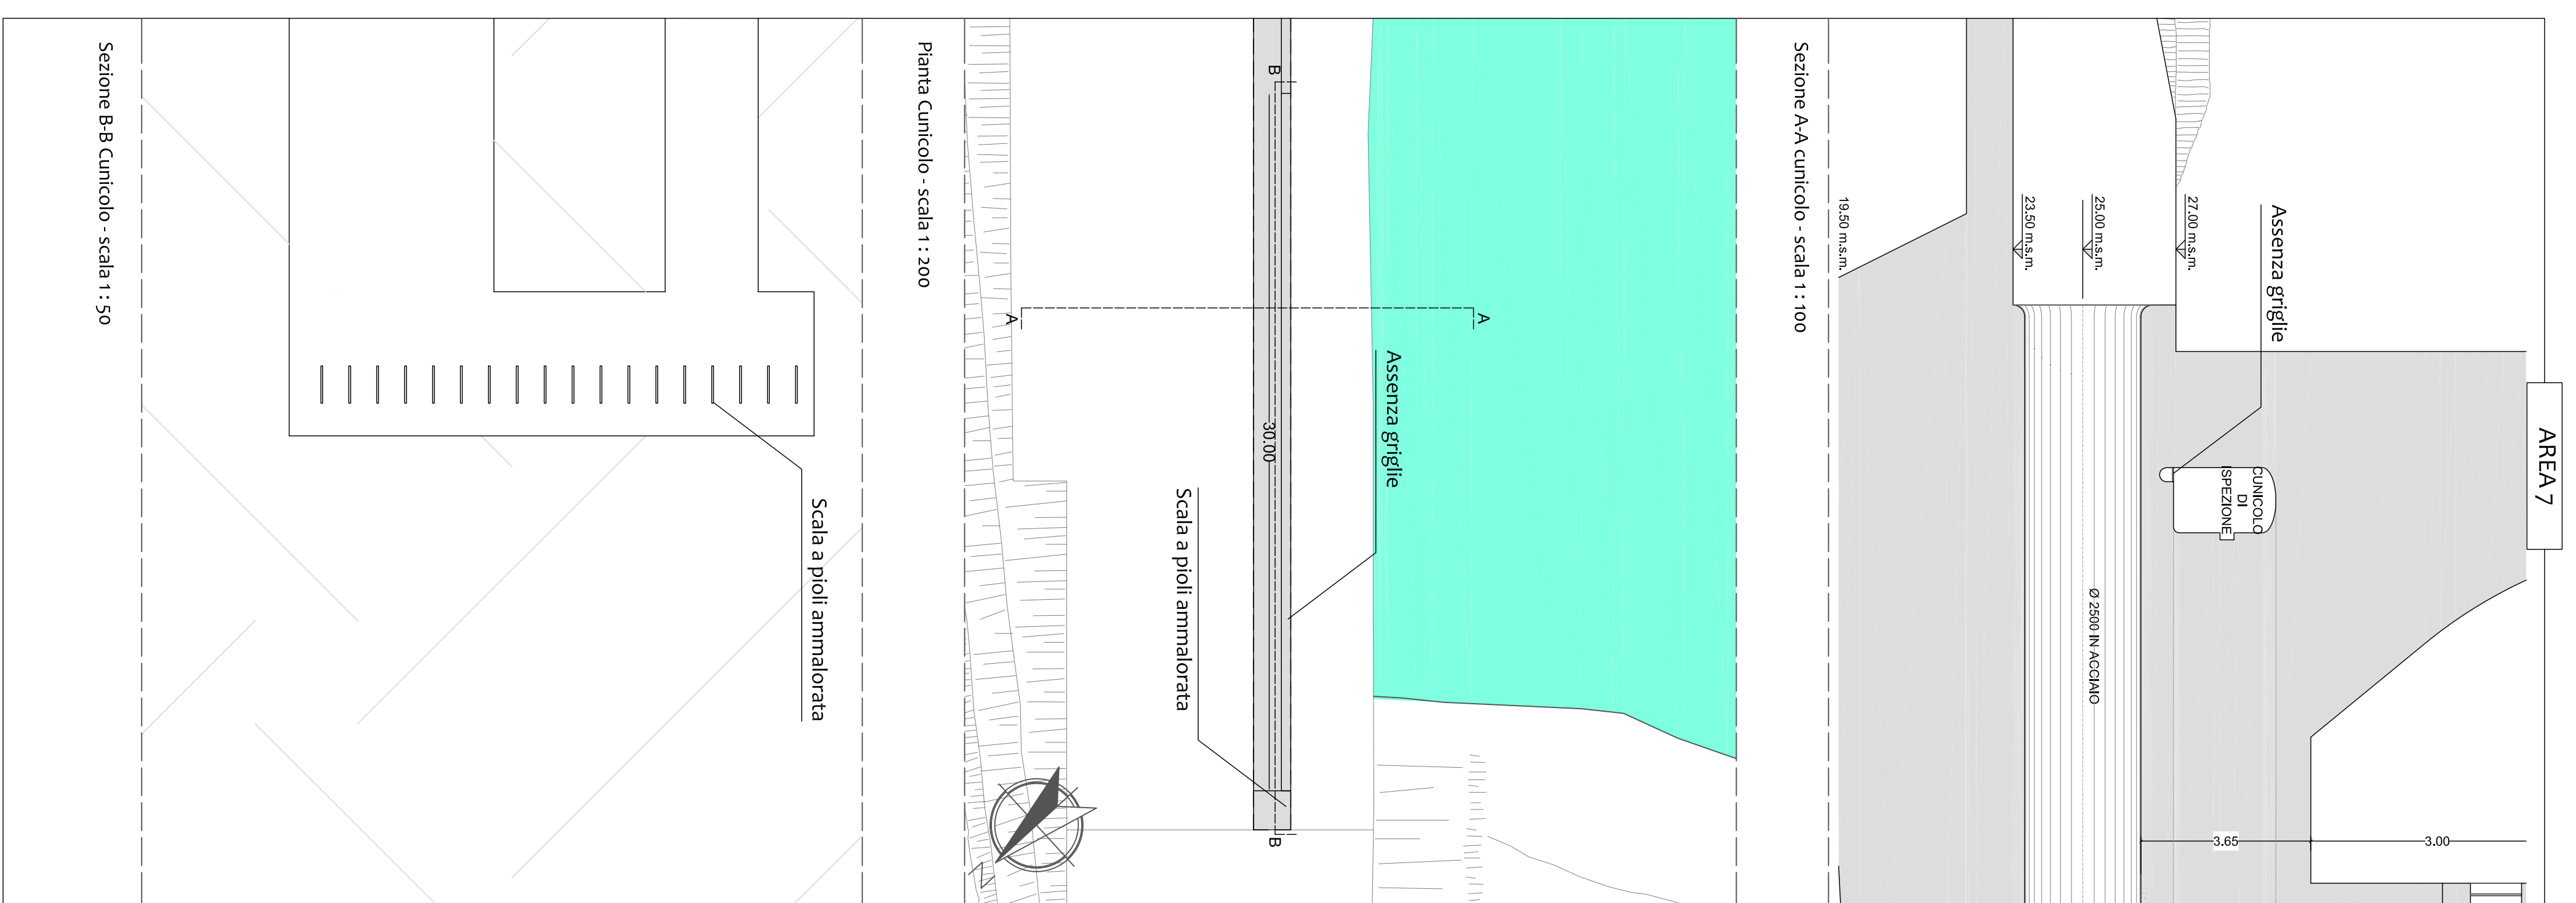 AREA 7
Assenza griglie
27.00 m.s.m.
25.00 m.s.m.
23.50 m.s.m.
19.50 m.s.m.
CUNICOLO
DI
ISPEZIONE
Ø 2500 IN ACCIAIO
3.65
3.00
Sezione A-A cunicolo - scala 1 : 100
Assenza griglie
A
A
B
30.00
B
Scala a pioli ammalorata
N
Pianta Cunicolo - scala 1 : 200
Scala a pioli ammalorata
Sezione B-B Cunicolo - scala 1 : 50